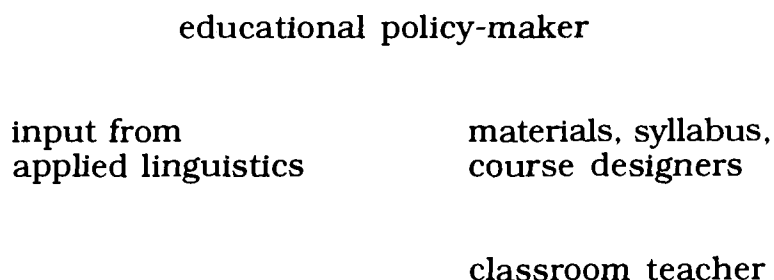 educational policy-maker
input from
applied linguistics
materials, syllabus,
course designers
classroom teacher